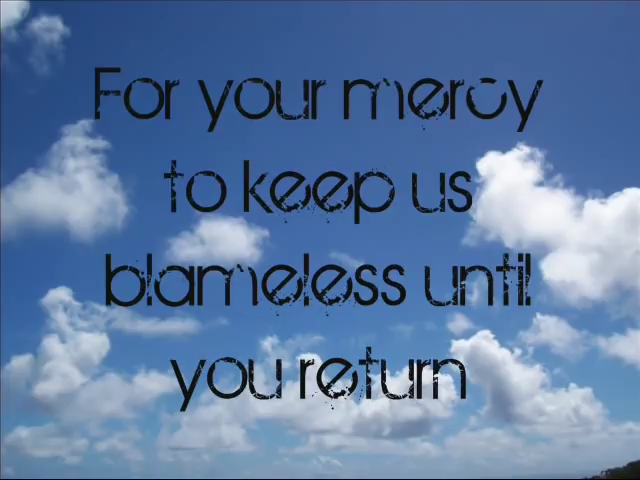 For your mercy
to keep us
blameless until
you return